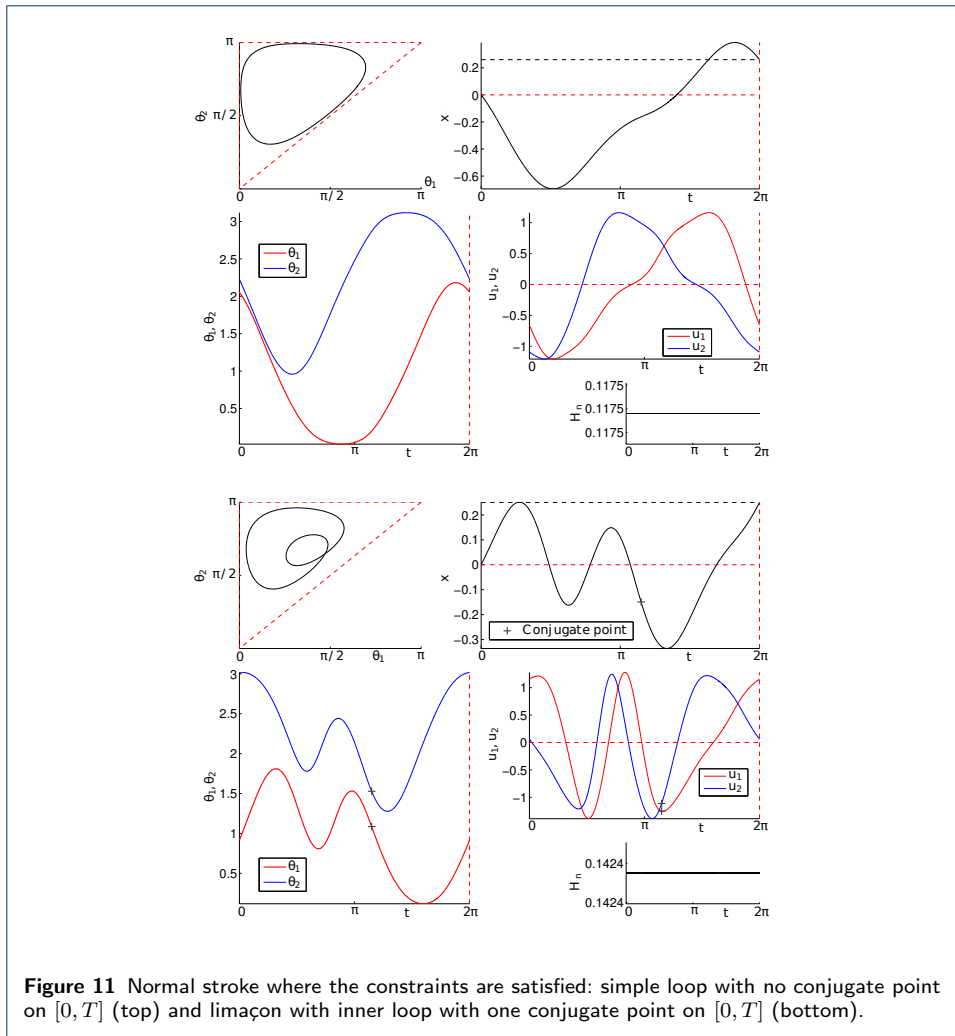 π
θ₂ π/2
0 π/2 π θ₁
0.2
0
−0.2
−0.4
−0.6
x
0 π t 2π
3
2.5
2
1.5
1
0.5
θ₁, θ₂
θ₁
θ₂
0 π t 2π
1
0.5
0
−0.5
−1
u₁, u₂
u₁
u₂
0 π t 2π
0.1175
0.1175
0.1175
Hₙ
0 π t 2π
π
θ₂ π/2
0 π/2 θ₁ π
0.2
0.1
0
−0.1
−0.2
−0.3
x
+ Conjugate point
0 π t 2π
3
2.5
2
1.5
1
0.5
θ₁, θ₂
θ₁
θ₂
0 π t 2π
1
0.5
0
−0.5
−1
u₁, u₂
u₁
u₂
0 π t 2π
0.1424
0.1424
Hₙ
0 π t 2π
Figure 11 Normal stroke where the constraints are satisfied: simple loop with no conjugate point
on [0, T] (top) and limaçon with inner loop with one conjugate point on [0, T] (bottom).